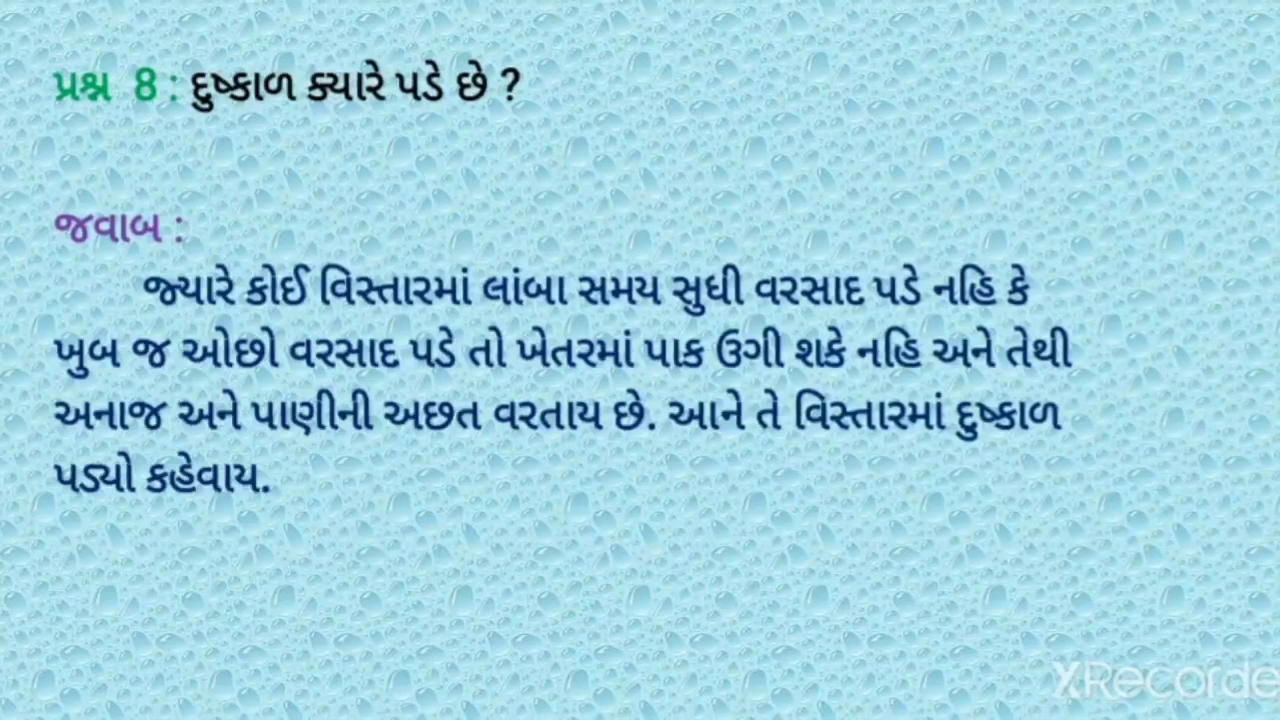 પ્રશ્ન 8 : દુષ્કાળ ક્યારે પડે છે ?
જવાબ :
જ્યારે કોઈ વિસ્તારમાં લાંબા સમય સુધી વરસાદ પડે નહિ કે
ખુબ જ ઓછો વરસાદ પડે તો ખેતરમાં પાક ઉગી શકે નહિ અને તેથી
અનાજ અને પાણીની અછત વરતાય છે. આને તે વિસ્તારમાં દુષ્કાળ
પડ્યો કહેવાય.
XRecorde